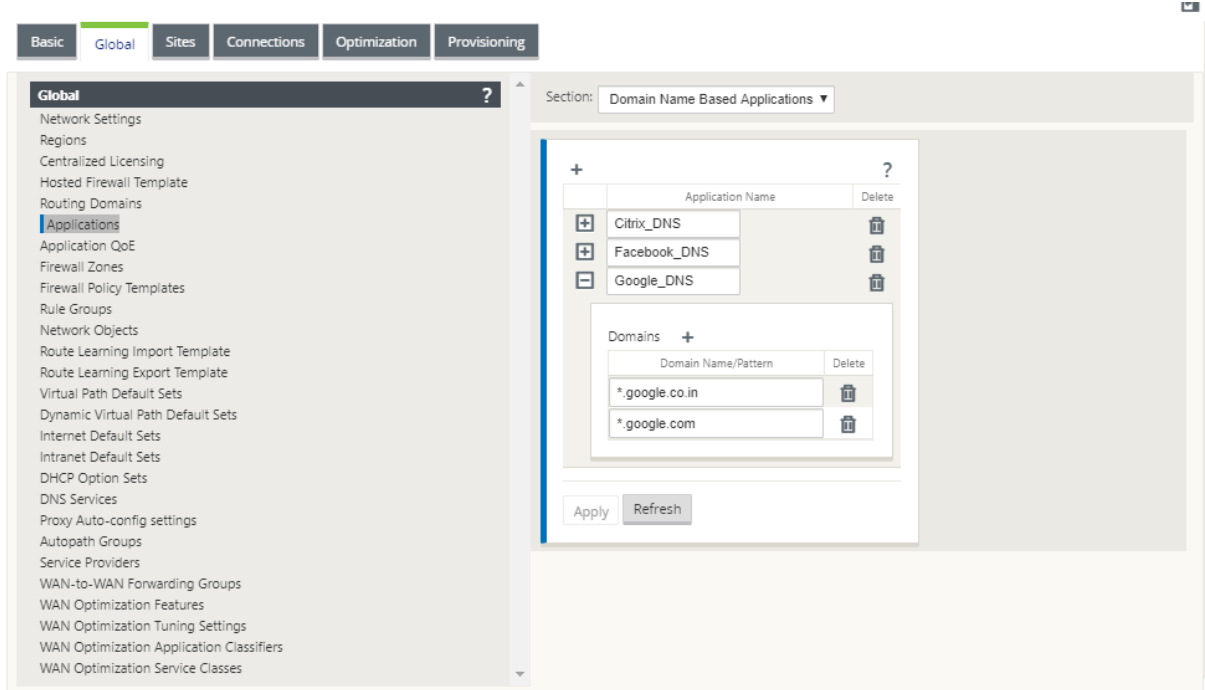 Basic Global Sites Connections Optimization Provisioning
Global ?
Network Settings
Regions
Centralized Licensing
Hosted Firewall Template
Routing Domains
Applications
Application QoE
Firewall Zones
Firewall Policy Templates
Rule Groups
Network Objects
Route Learning Import Template
Route Learning Export Template
Virtual Path Default Sets
Dynamic Virtual Path Default Sets
Internet Default Sets
Intranet Default Sets
DHCP Option Sets
DNS Services
Proxy Auto-config settings
Autopath Groups
Service Providers
WAN-to-WAN Forwarding Groups
WAN Optimization Features
WAN Optimization Tuning Settings
WAN Optimization Application Classifiers
WAN Optimization Service Classes
Section: Domain Name Based Applications ▼
+ ?
Application Name Delete
Citrix_DNS
Facebook_DNS
Google_DNS
Domains +
Domain Name/Pattern Delete
*.google.co.in
*.google.com
Apply Refresh